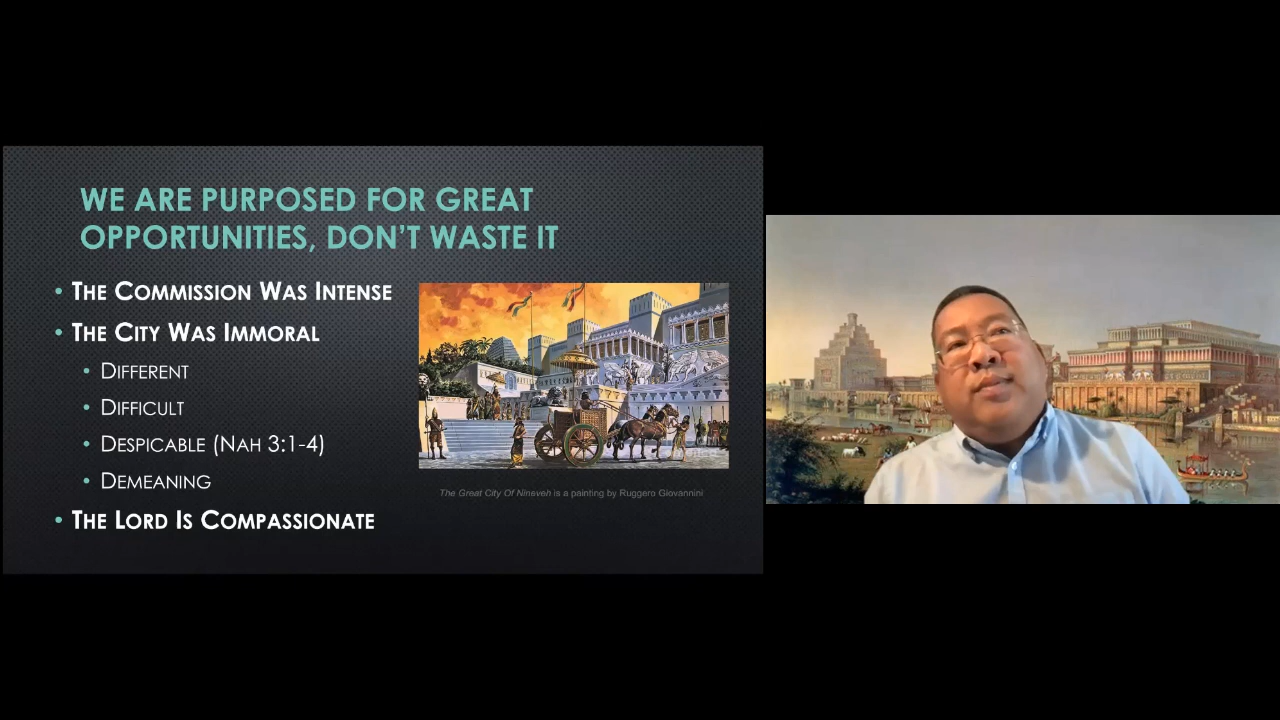 WE ARE PURPOSED FOR GREAT
OPPORTUNITIES, DON'T WASTE IT
• THE COMMISSION WAS INTENSE
• THE CITY WAS IMMORAL
• DIFFERENT
• DIFFICULT
• DESPICABLE (NAH 3:1-4)
• DEMEANING
• THE LORD IS COMPASSIONATE
The Great City Of Nineveh is a painting by Ruggero Giovannini